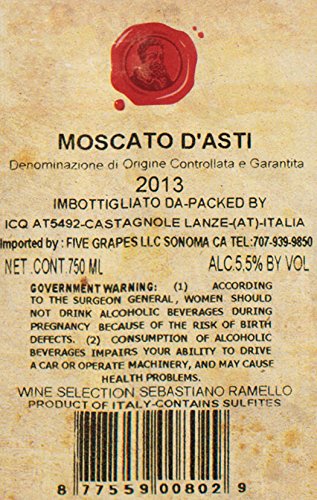 MOSCATO D'ASTI
Denominazione di Origine Controllata e Garantita
2013
IMBOTTIGLIATO DA-PACKED BY
ICQ AT5492-CASTAGNOLE LANZE-(AT)-ITALIA
Imported by : FIVE GRAPES LLC SONOMA CA TEL:707-939-9850
NET .CONT.750 ML ALC.5.5% BY VOL
GOVERNMENT WARNING: (1) ACCORDING
TO THE SURGEON GENERAL, WOMEN SHOULD
NOT DRINK ALCOHOLIC BEVERAGES DURING
PREGNANCY BECAUSE OF THE RISK OF BIRTH
DEFECTS. (2) CONSUMPTION OF ALCOHOLIC
BEVERAGES IMPAIRS YOUR ABILITY TO DRIVE
A CAR OR OPERATE MACHINERY, AND MAY CAUSE
HEALTH PROBLEMS.
WINE SELECTION SEBASTIANO RAMELLO
PRODUCT OF ITALY-CONTAINS SULFITES
8 77559 00802 9